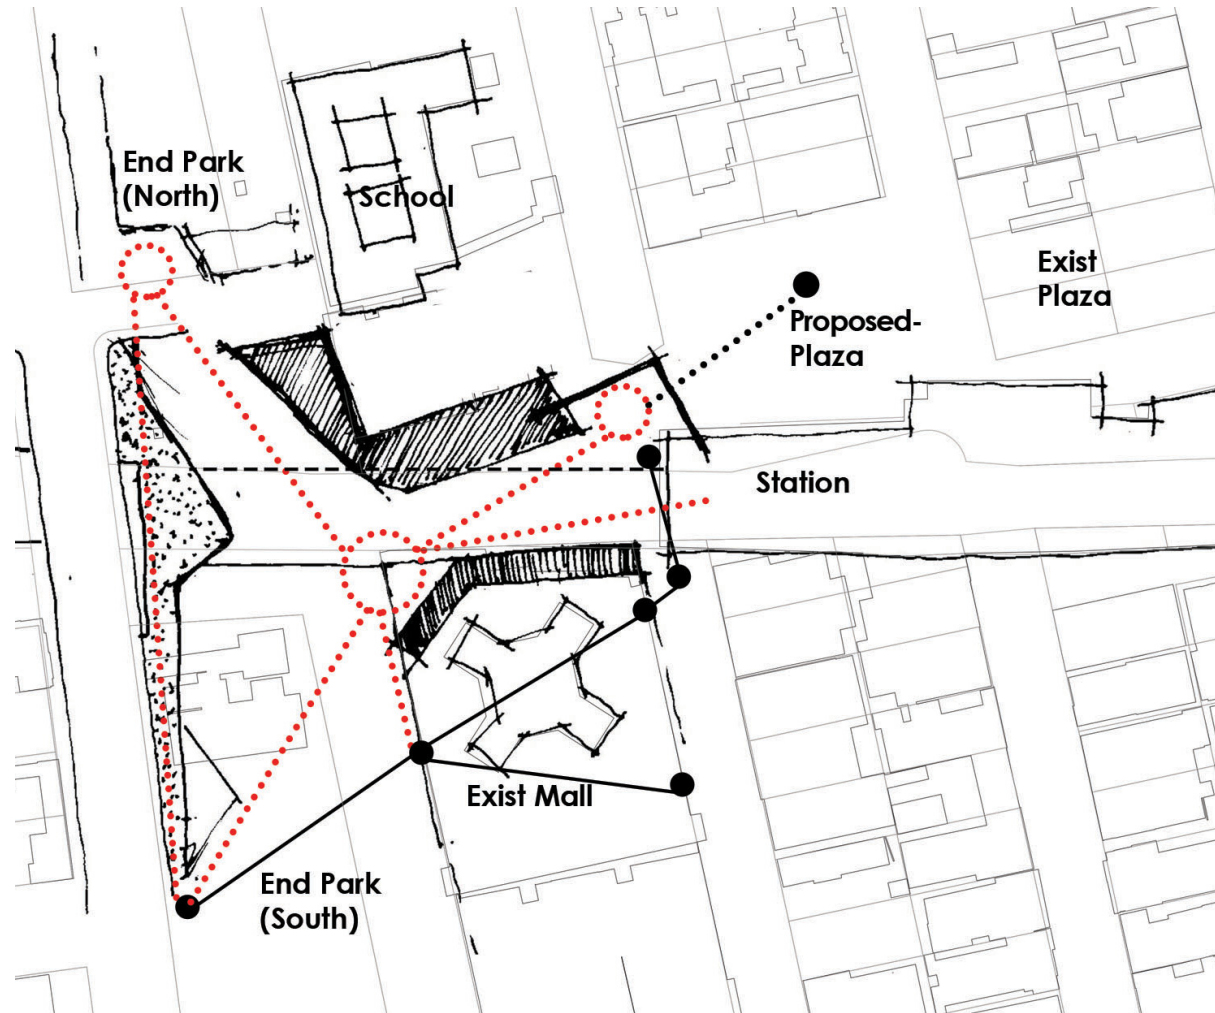 End Park
(North)
School
Exist
Plaza
Proposed-
Plaza
Station
Exist Mall
End Park
(South)